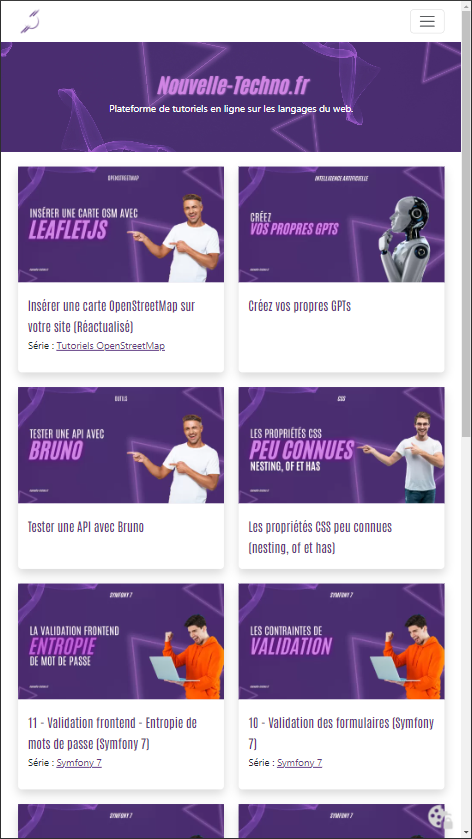 Nouvelle-Techno.fr
Plateforme de tutoriels en ligne sur les langages du web.
OPENSTREETMAP
INSÉRER UNE CARTE OSM AVEC
LEAFLETJS
Insérer une carte OpenStreetMap sur
votre site (Réactualisé)
Série : Tutoriels OpenStreetMap
INTELLIGENCE ARTIFICIELLE
CRÉEZ
VOS PROPRES GPTS
Créez vos propres GPTs
OUTILS
TESTER UNE API AVEC
BRUNO
Tester une API avec Bruno
CSS
LES PROPRIÉTÉS CSS
PEU CONNUES
NESTING, OF ET HAS
Les propriétés CSS peu connues
(nesting, of et has)
SYMFONY 7
LA VALIDATION FRONTEND
ENTROPIE
DE MOT DE PASSE
11 - Validation frontend - Entropie de
mots de passe (Symfony 7)
Série : Symfony 7
SYMFONY 7
LES CONTRAINTES DE
VALIDATION
10 - Validation des formulaires (Symfony
7)
Série : Symfony 7
SYMFONY 7
SYMFONY 7